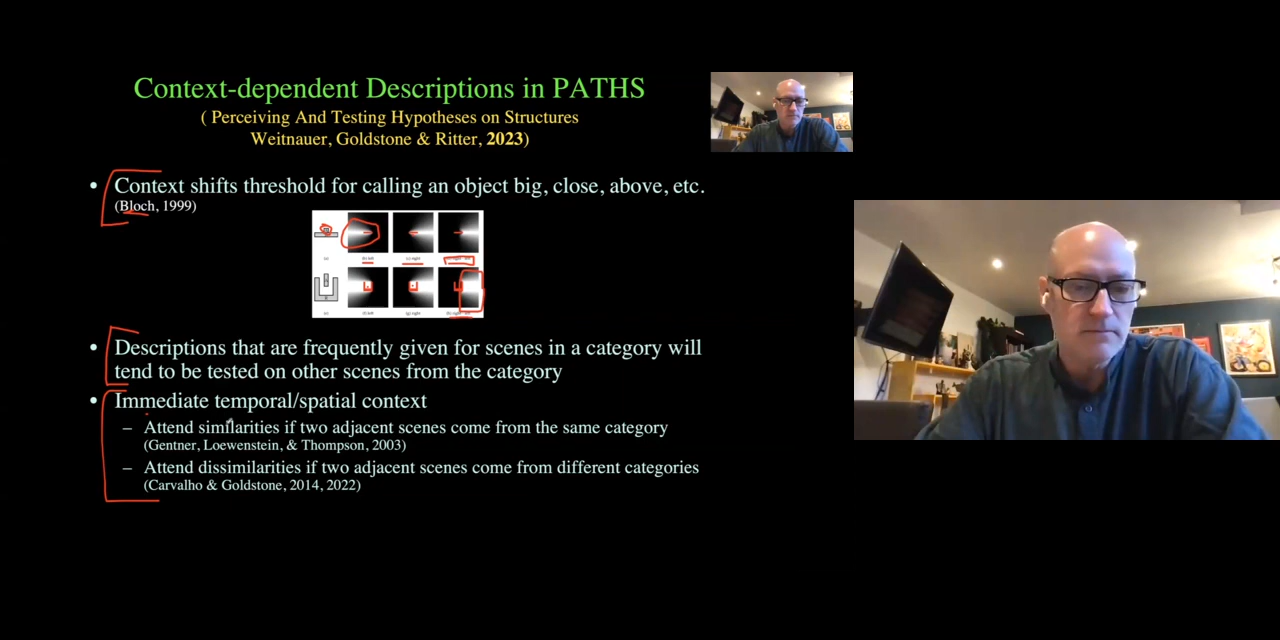 Context-dependent Descriptions in PATHS
( Perceiving And Testing Hypotheses on Structures
Weitnauer, Goldstone & Ritter, 2023)
• Context shifts threshold for calling an object big, close, above, etc.
(Bloch, 1999)
• Descriptions that are frequently given for scenes in a category will
tend to be tested on other scenes from the category
• Immediate temporal/spatial context
– Attend similarities if two adjacent scenes come from the same category
(Gentner, Loewenstein, & Thompson, 2003)
– Attend dissimilarities if two adjacent scenes come from different categories
(Carvalho & Goldstone, 2014, 2022)